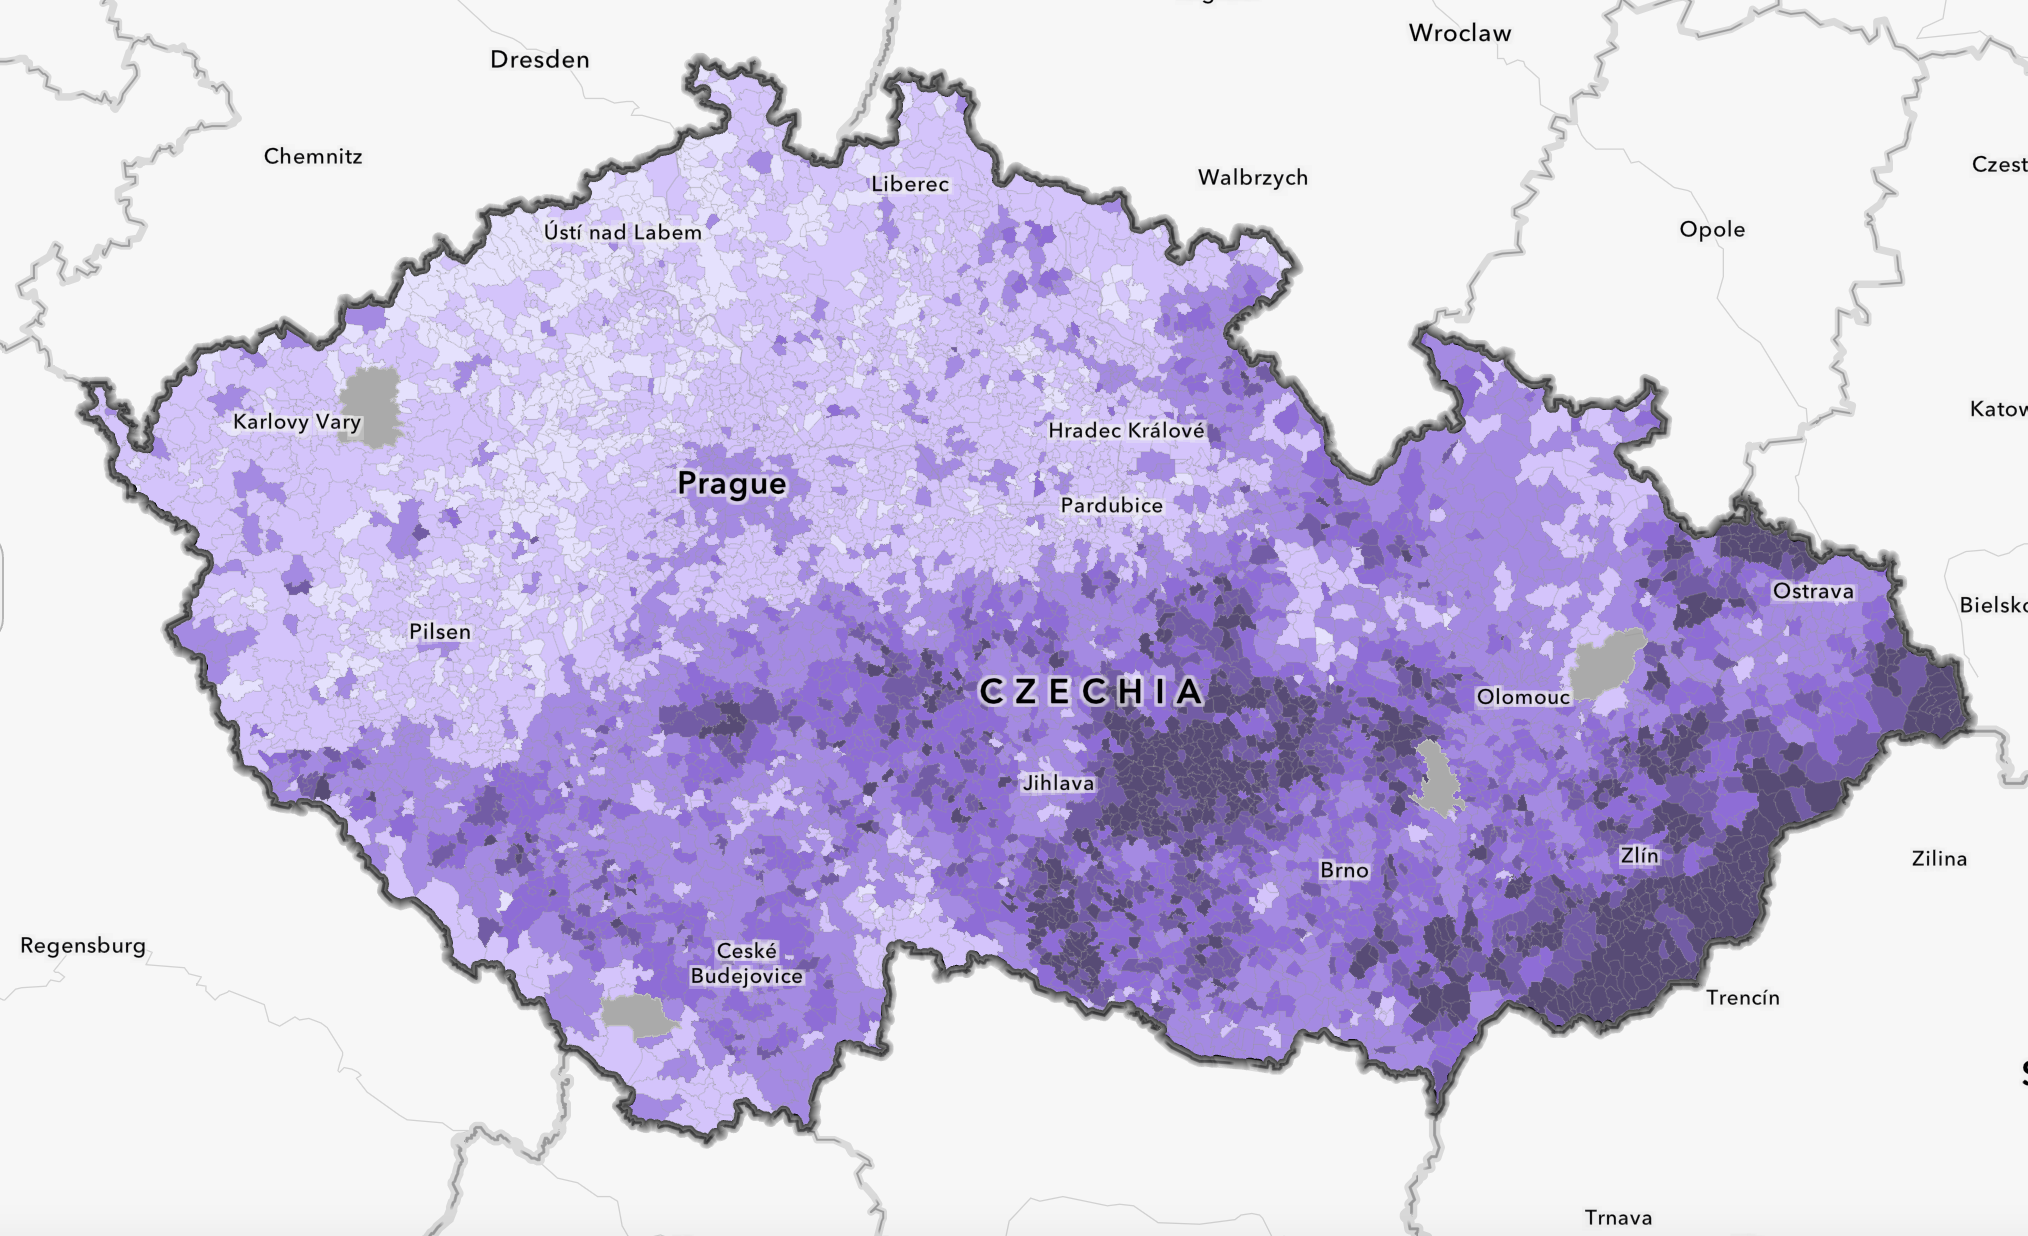 Wroclaw
Dresden
Chemnitz
Czest
Walbrzych
Liberec
Opole
Ústí nad Labem
Katow
Karlovy Vary
Hradec Králové
Prague
Pardubice
Ostrava
Bielsko
Pilsen
CZECHIA
Olomouc
Jihlava
Zlín
Zilina
Brno
Regensburg
Ceské
Budejovice
Trencín
Trnava